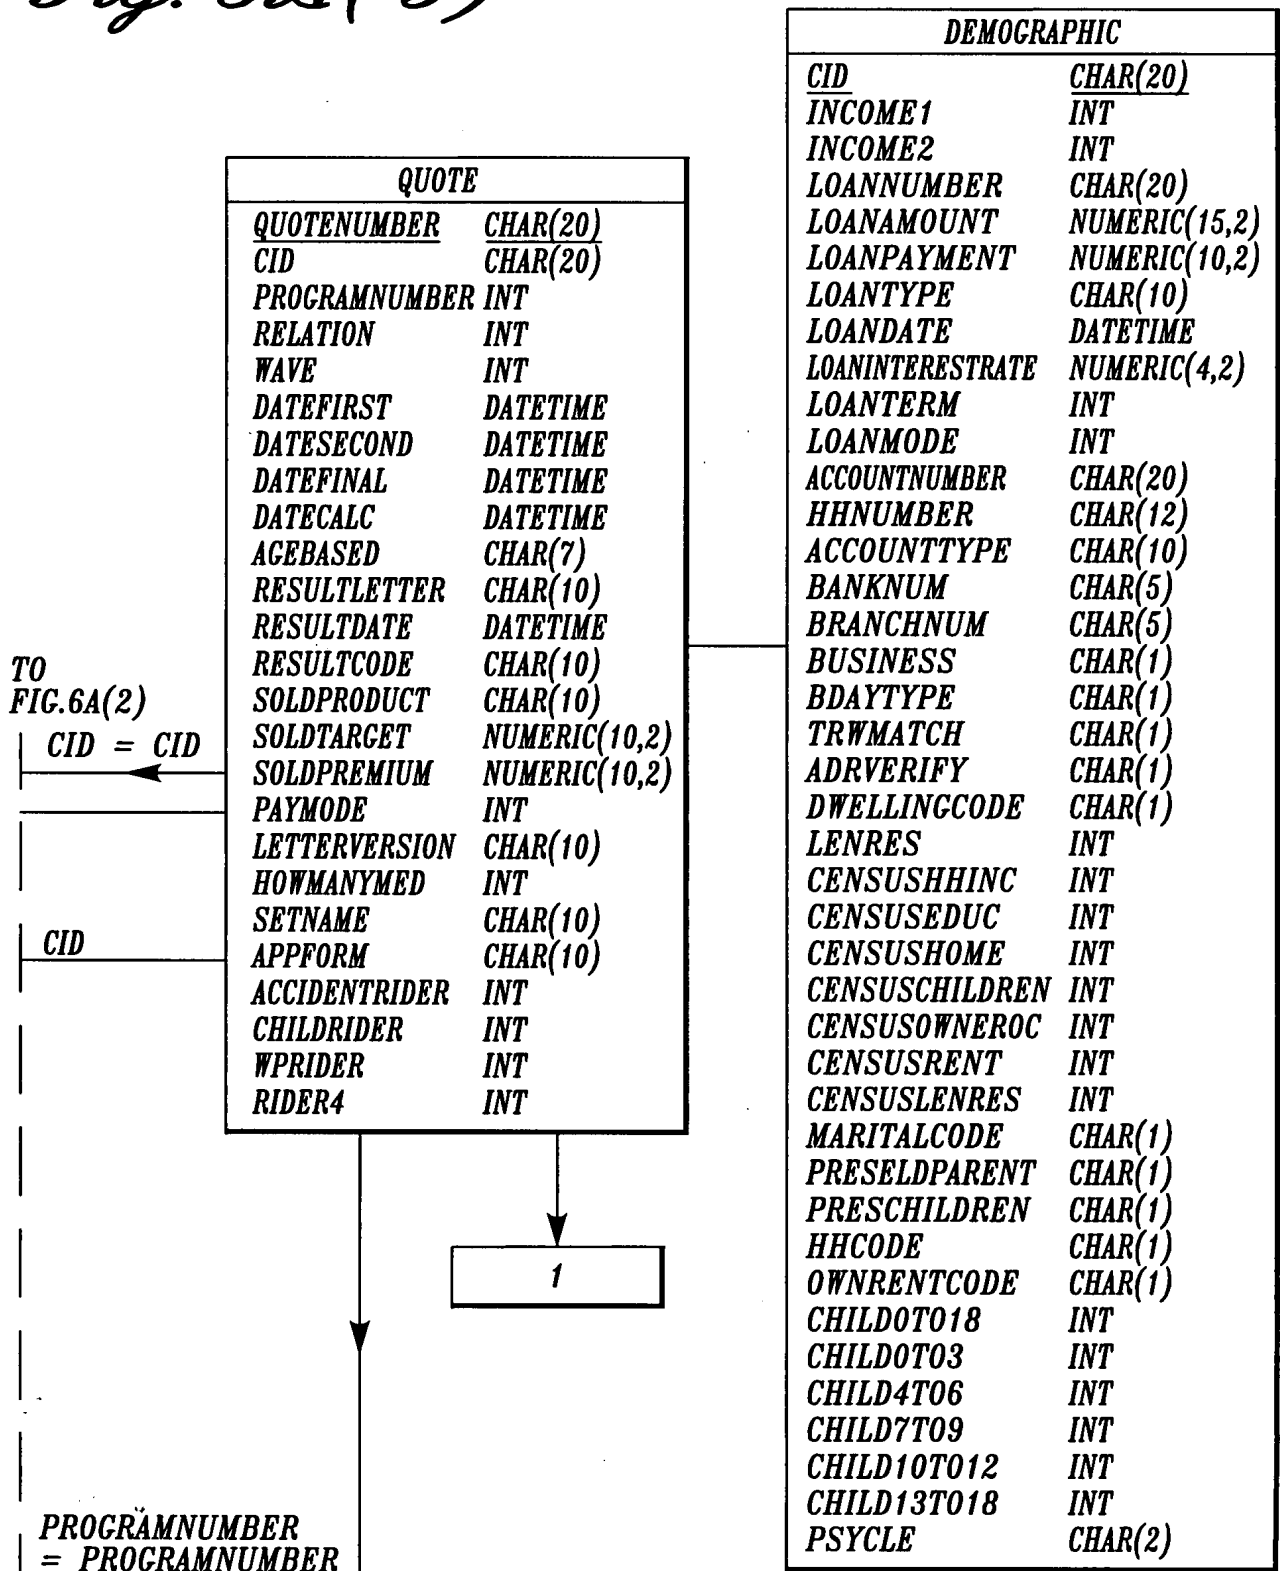 QUOTE
QUOTENUMBER CHAR(20)
CID CHAR(20)
PROGRAMNUMBER INT
RELATION INT
WAVE INT
DATEFIRST DATETIME
DATESECOND DATETIME
DATEFINAL DATETIME
DATECALC DATETIME
AGEBASED CHAR(7)
RESULTLETTER CHAR(10)
RESULTDATE DATETIME
RESULTCODE CHAR(10)
SOLDPRODUCT CHAR(10)
SOLDTARGET NUMERIC(10,2)
SOLDPREMIUM NUMERIC(10,2)
PAYMODE INT
LETTERVERSION CHAR(10)
HOWMANYMED INT
SETNAME CHAR(10)
APPFORM CHAR(10)
ACCIDENTRIDER INT
CHILDRIDER INT
WPRIDER INT
RIDER4 INT
TO
FIG.6A(2)
CID = CID
CID
1
PROGRAMNUMBER
= PROGRAMNUMBER
DEMOGRAPHIC
CID CHAR(20)
INCOME1 INT
INCOME2 INT
LOANNUMBER CHAR(20)
LOANAMOUNT NUMERIC(15,2)
LOANPAYMENT NUMERIC(10,2)
LOANTYPE CHAR(10)
LOANDATE DATETIME
LOANINTERESTRATE NUMERIC(4,2)
LOANTERM INT
LOANMODE INT
ACCOUNTNUMBER CHAR(20)
HHNUMBER CHAR(12)
ACCOUNTTYPE CHAR(10)
BANKNUM CHAR(5)
BRANCHNUM CHAR(5)
BUSINESS CHAR(1)
BDAYTYPE CHAR(1)
TRWMATCH CHAR(1)
ADRVERIFY CHAR(1)
DWELLINGCODE CHAR(1)
LENRES INT
CENSUSHHINC INT
CENSUSEDUC INT
CENSUSHOME INT
CENSUSCHILDREN INT
CENSUSOWNEROC INT
CENSUSRENT INT
CENSUSLENRES INT
MARITALCODE CHAR(1)
PRESELDPARENT CHAR(1)
PRESCHILDREN CHAR(1)
HHCODE CHAR(1)
OWNRENTCODE CHAR(1)
CHILD0TO18 INT
CHILD0TO3 INT
CHILD4TO6 INT
CHILD7TO9 INT
CHILD10TO12 INT
CHILD13TO18 INT
PSYCLE CHAR(2)